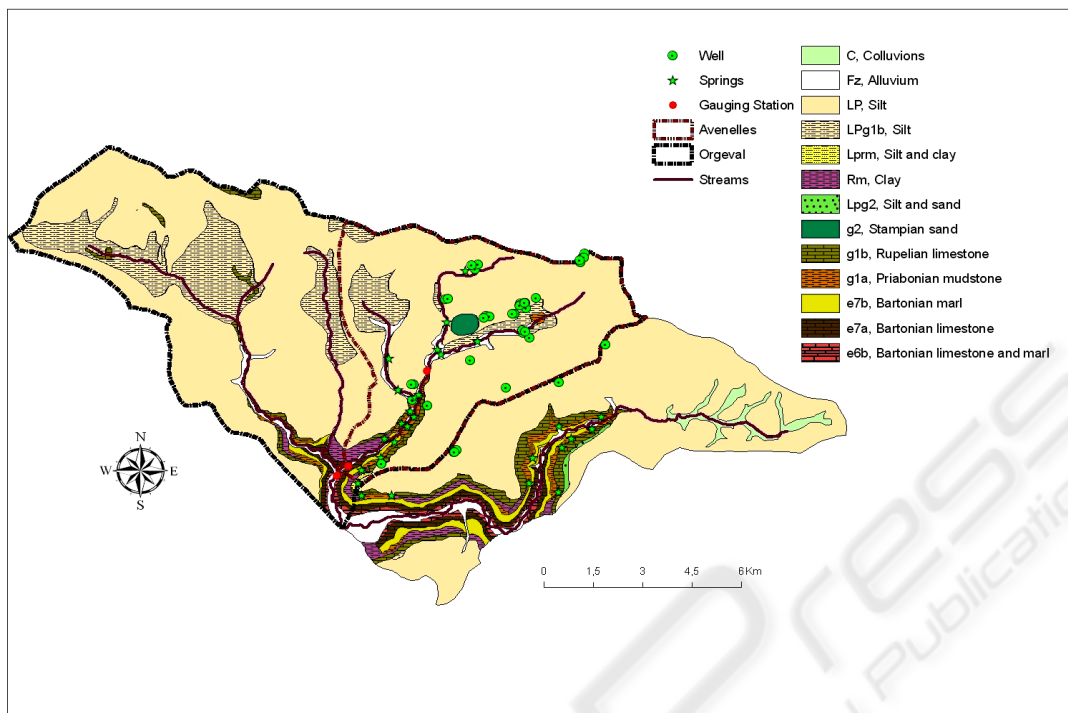 Well
Springs
Gauging Station
Avenelles
Orgeval
Streams
C, Colluvions
Fz, Alluvium
LP, Silt
LPg1b, Silt
Lprm, Silt and clay
Rm, Clay
Lpg2, Silt and sand
g2, Stampian sand
g1b, Rupelian limestone
g1a, Priabonian mudstone
e7b, Bartonian marl
e7a, Bartonian limestone
e6b, Bartonian limestone and marl
N
W E
S
0 1,5 3 4,5 6 Km
Press
Publicatio